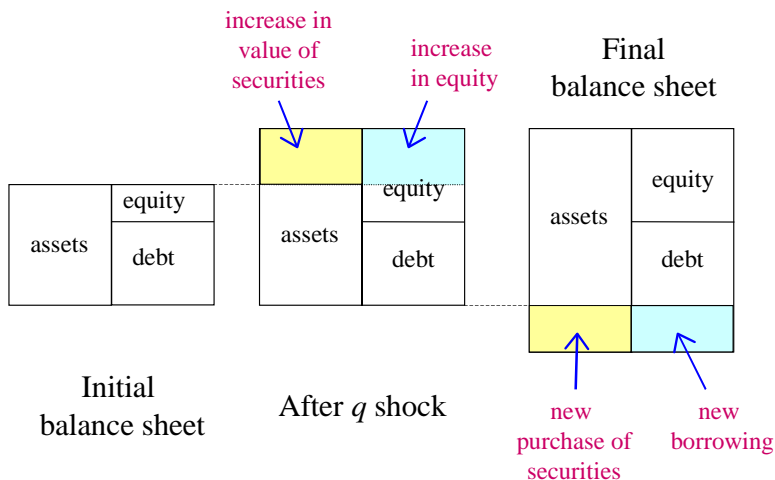 increase in
value of
securities
increase
in equity
Final
balance sheet
assets
equity
debt
assets
equity
debt
assets
equity
debt
Initial
balance sheet
After q shock
new
purchase of
securities
new
borrowing